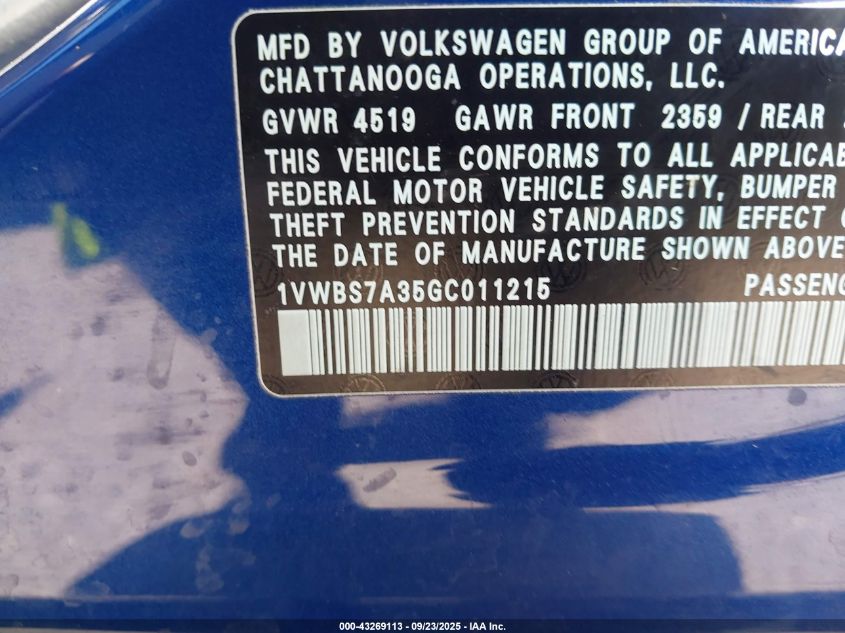 MFD BY VOLKSWAGEN GROUP OF AMERICA
CHATTANOOGA OPERATIONS, LLC.
GVWR 4519 GAWR FRONT 2359 / REAR
THIS VEHICLE CONFORMS TO ALL
FEDERAL MOTOR VEHICLE SAFETY, BUMPER
THEFT PREVENTION STANDARDS IN EFFECT
THE DATE OF MANUFACTURE SHOWN ABOVE
1VWBS7A35GC011215 
000-43269113 - 09/23/2025 - IAA Inc.